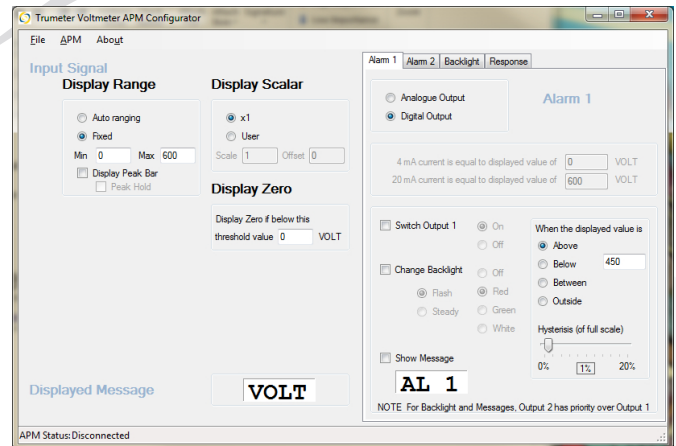 Trumeter Voltmeter APM Configurator
File APM About
Input Signal
Display Range
Auto ranging
Fixed
Min 0 Max 600
Display Peak Bar
Peak Hold
Display Scalar
x1
User
Scale 1 Offset 0
Display Zero
Display Zero if below this
threshold value 0 VOLT
Displayed Message
VOLT
Alarm 1 Alarm 2 Backlight Response
Analogue Output
Digital Output
Alarm 1
4 mA current is equal to displayed value of 0 VOLT
20 mA current is equal to displayed value of 600 VOLT
Switch Output 1
On
Off
Change Backlight
Flash
Steady
Off
Red
Green
White
When the displayed value is
Above
Below 450
Between
Outside
Hysterisis (of full scale)
0% 1% 20%
Show Message
AL 1
NOTE For Backlight and Messages, Output 2 has priority over Output 1
APM Status: Disconnected